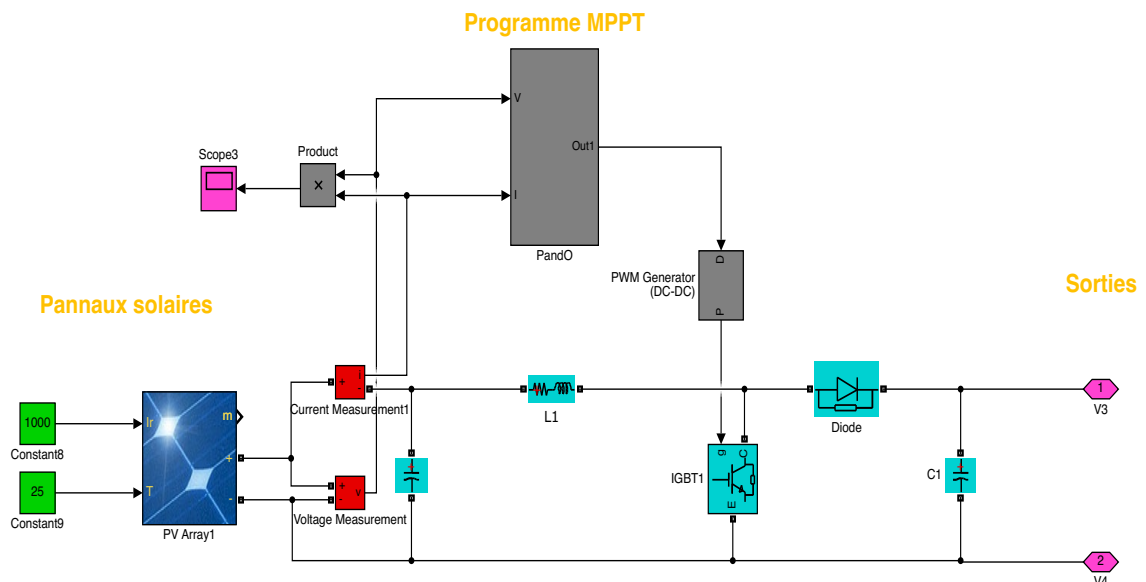 Programme MPPT
V
Out1
I
PandO
Scope3
Product
×
D
PWM Generator
(DC-DC)
P
Pannaux solaires
Sorties
+
i
-
Current Measurement1
L1
Diode
1
V3
1000
Constant8
Ir
m
T
+
-
PV Array1
25
Constant9
+
-
v
Voltage Measurement
+
g
C
E
IGBT1
+
C1
2
V4